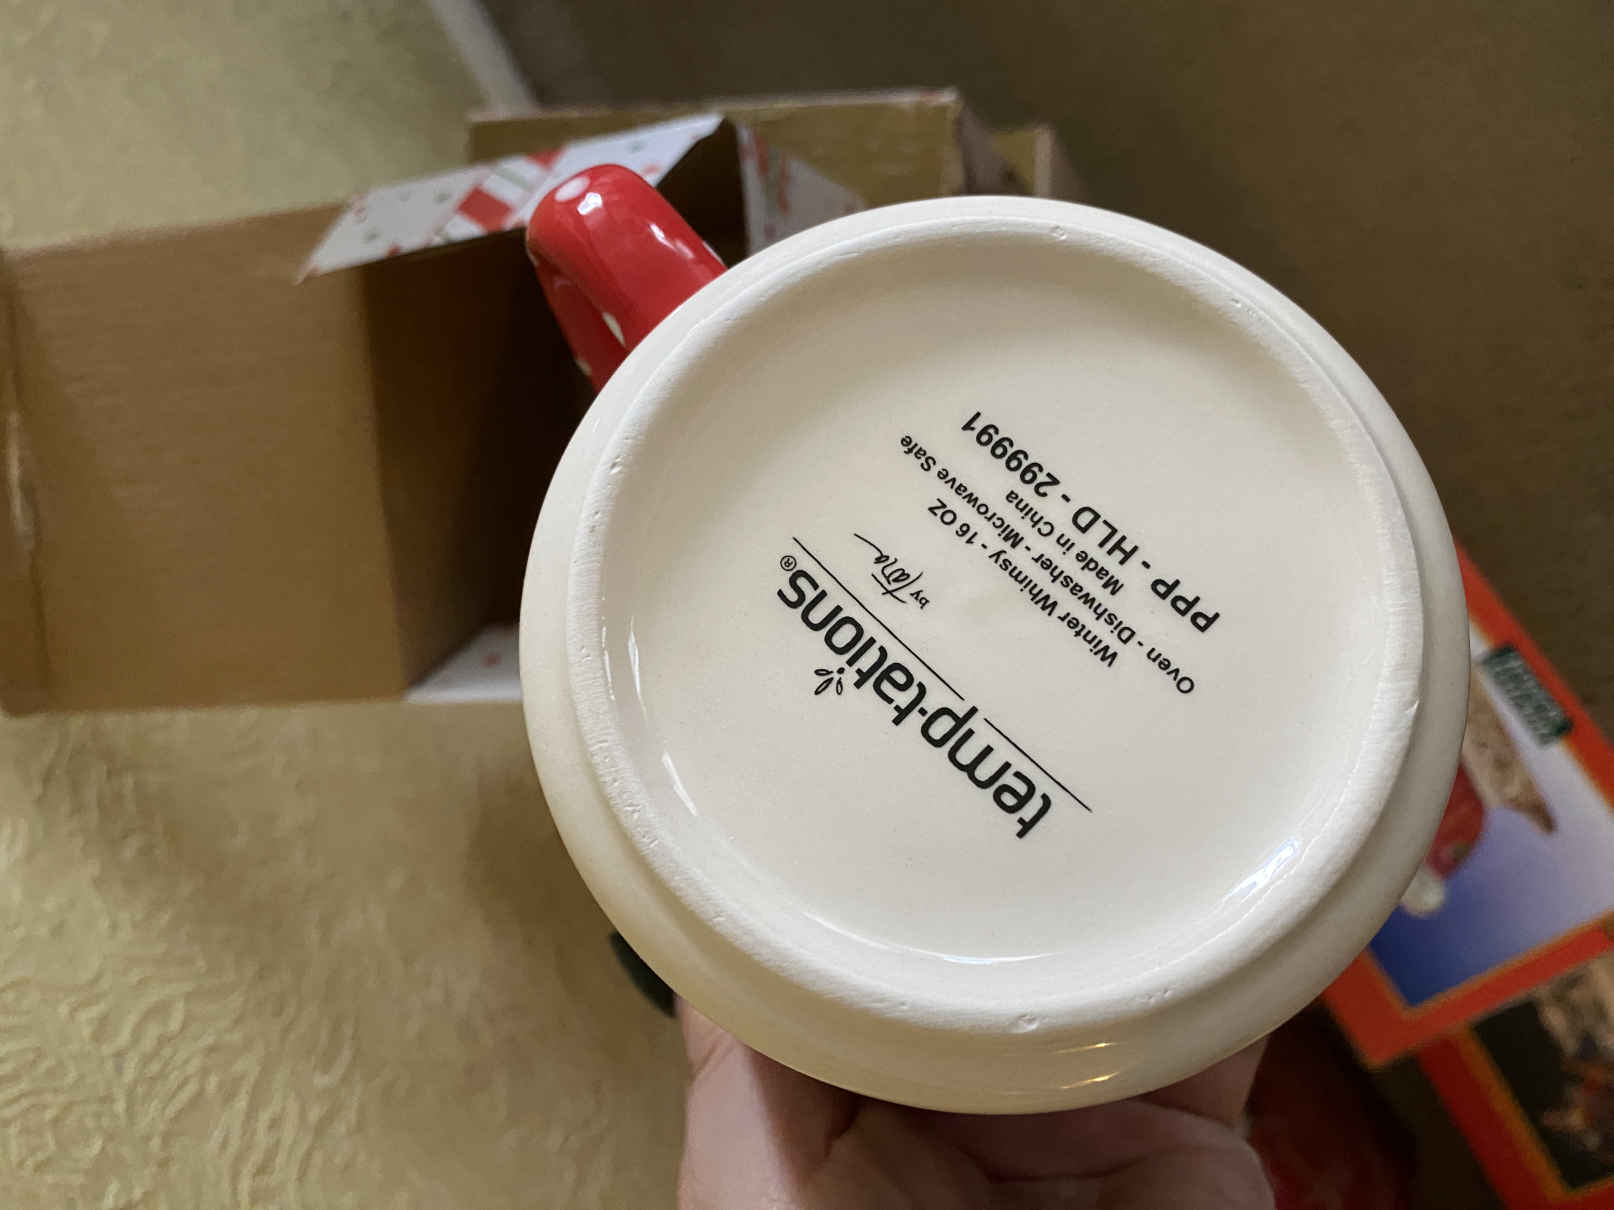 temp·tations®
by Tara
Winter Whimsy - 16 OZ
Oven - Dishwasher - Microwave Safe
Made in China
PPP - HLD - 299991